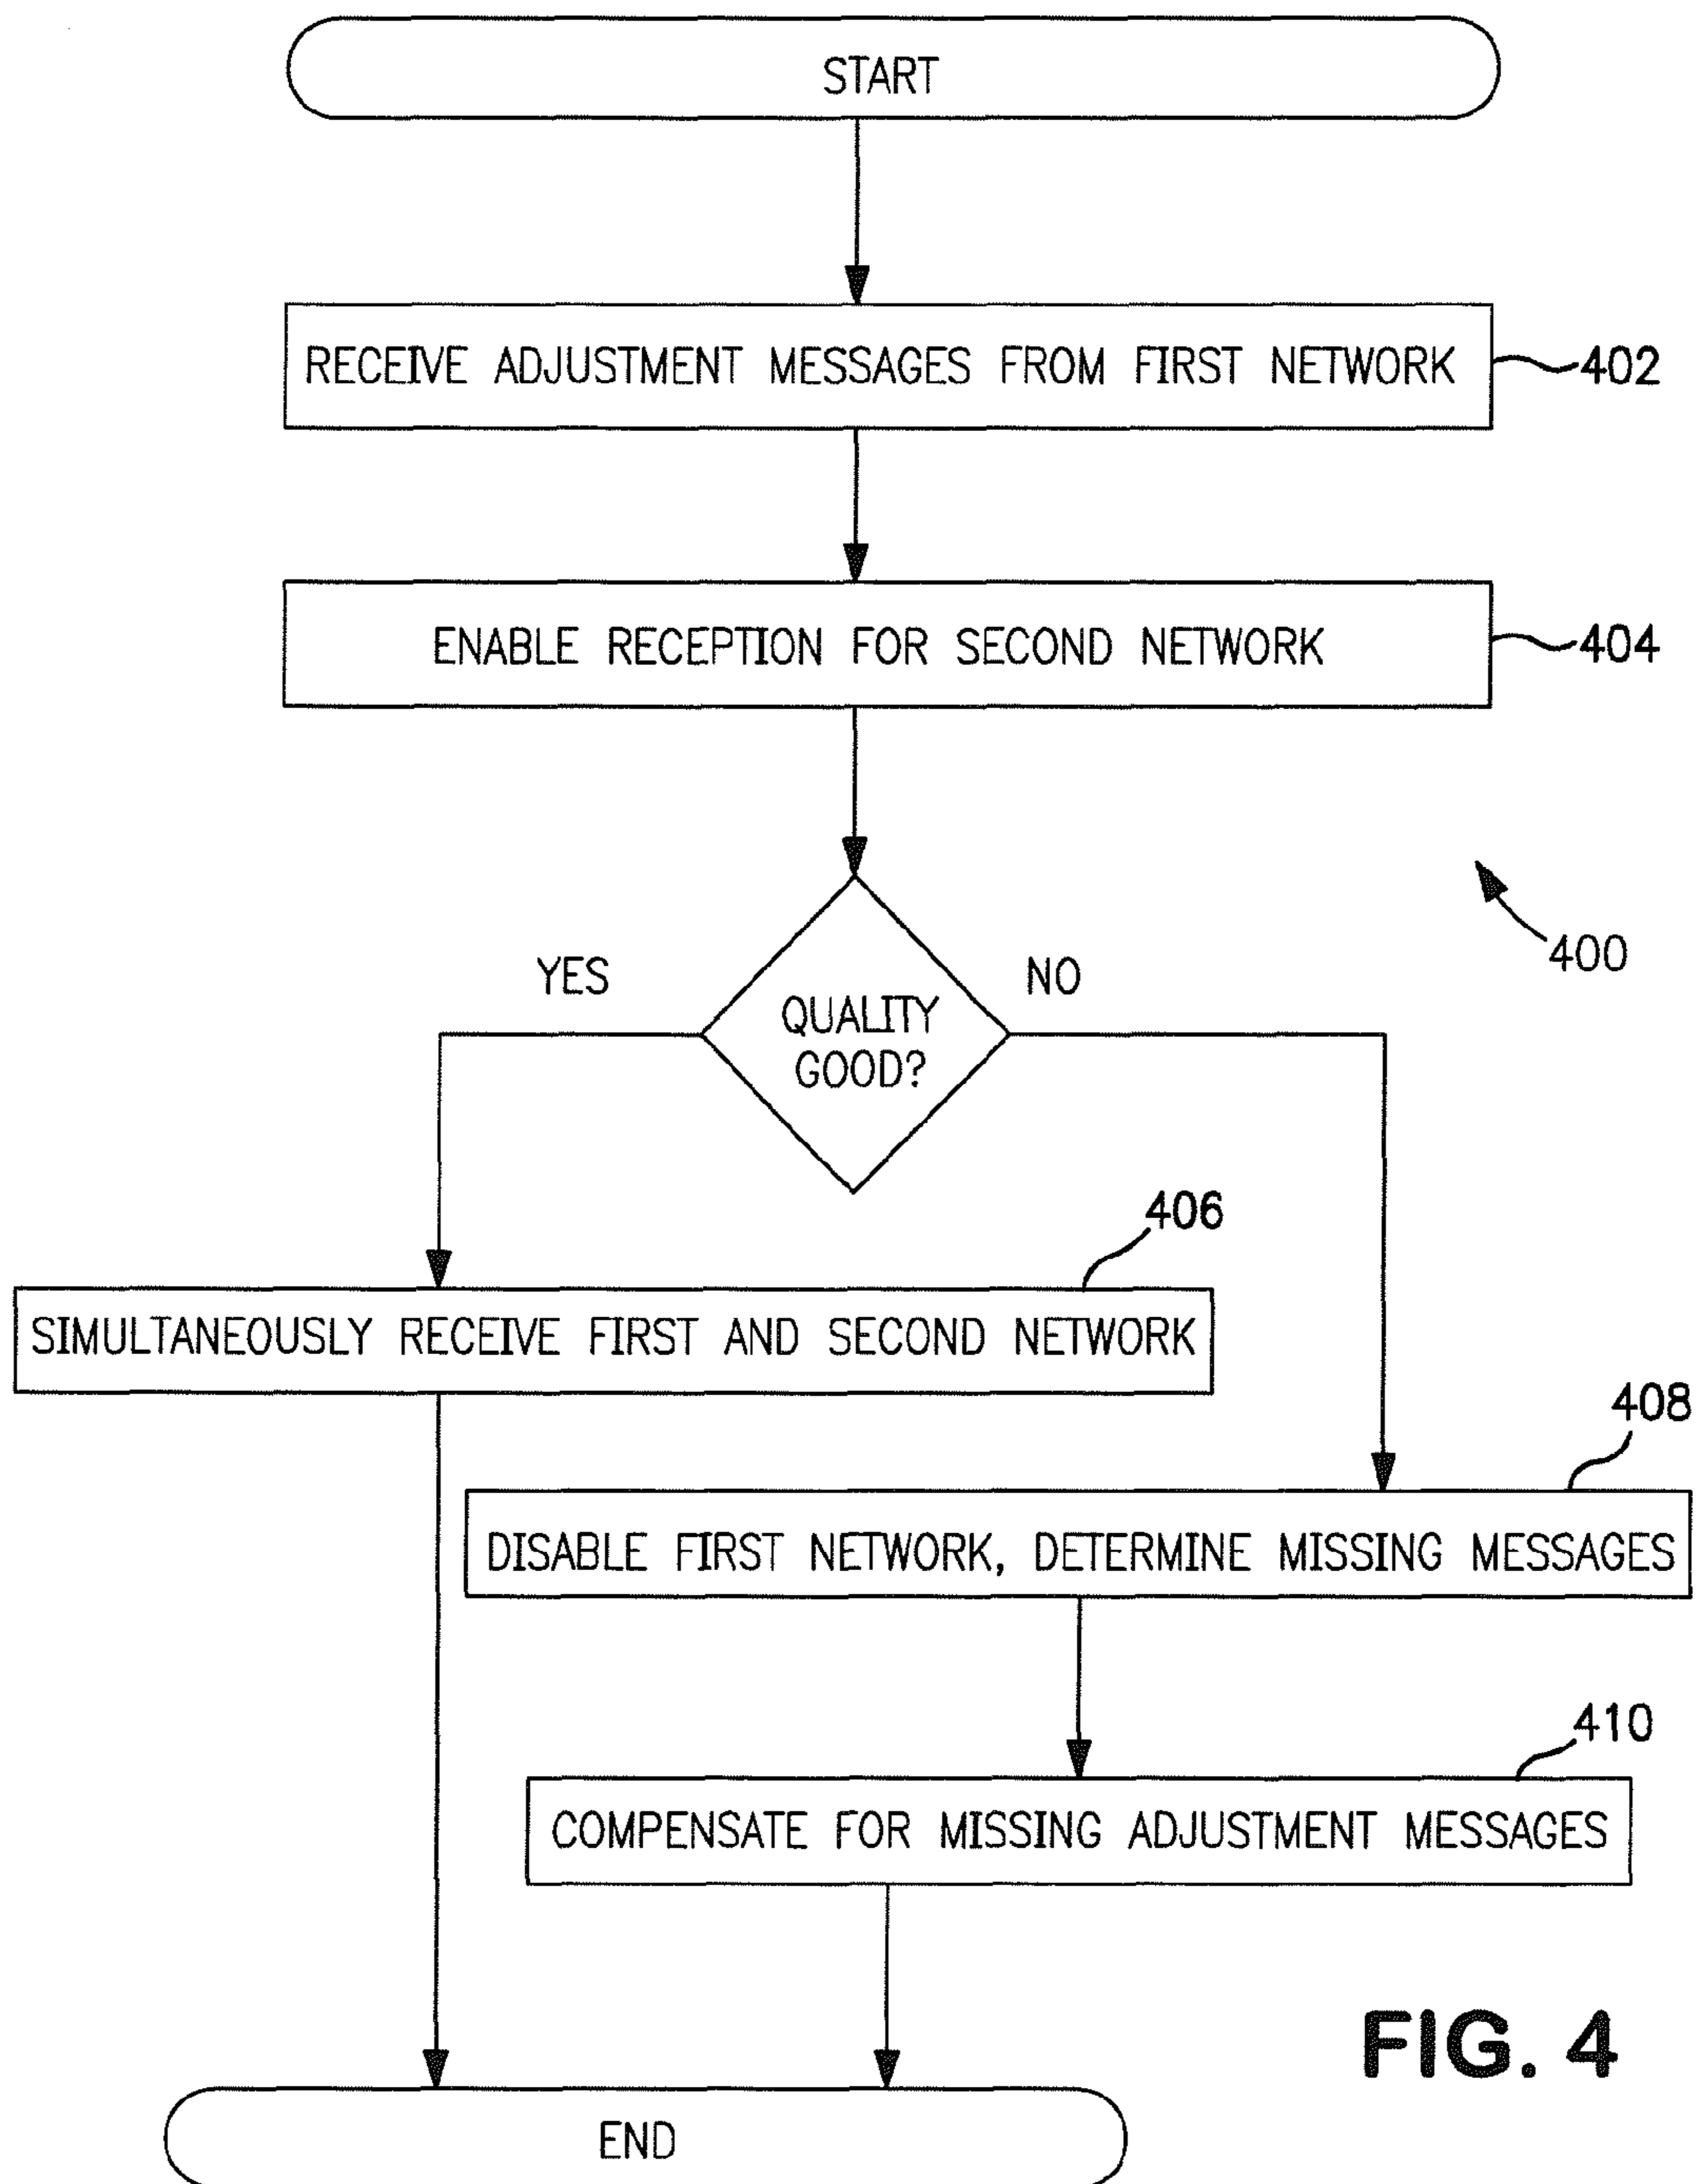 START
RECEIVE ADJUSTMENT MESSAGES FROM FIRST NETWORK
402
ENABLE RECEPTION FOR SECOND NETWORK
404
400
YES
NO
QUALITY
GOOD?
406
SIMULTANEOUSLY RECEIVE FIRST AND SECOND NETWORK
408
DISABLE FIRST NETWORK, DETERMINE MISSING MESSAGES
410
COMPENSATE FOR MISSING ADJUSTMENT MESSAGES
FIG. 4
END